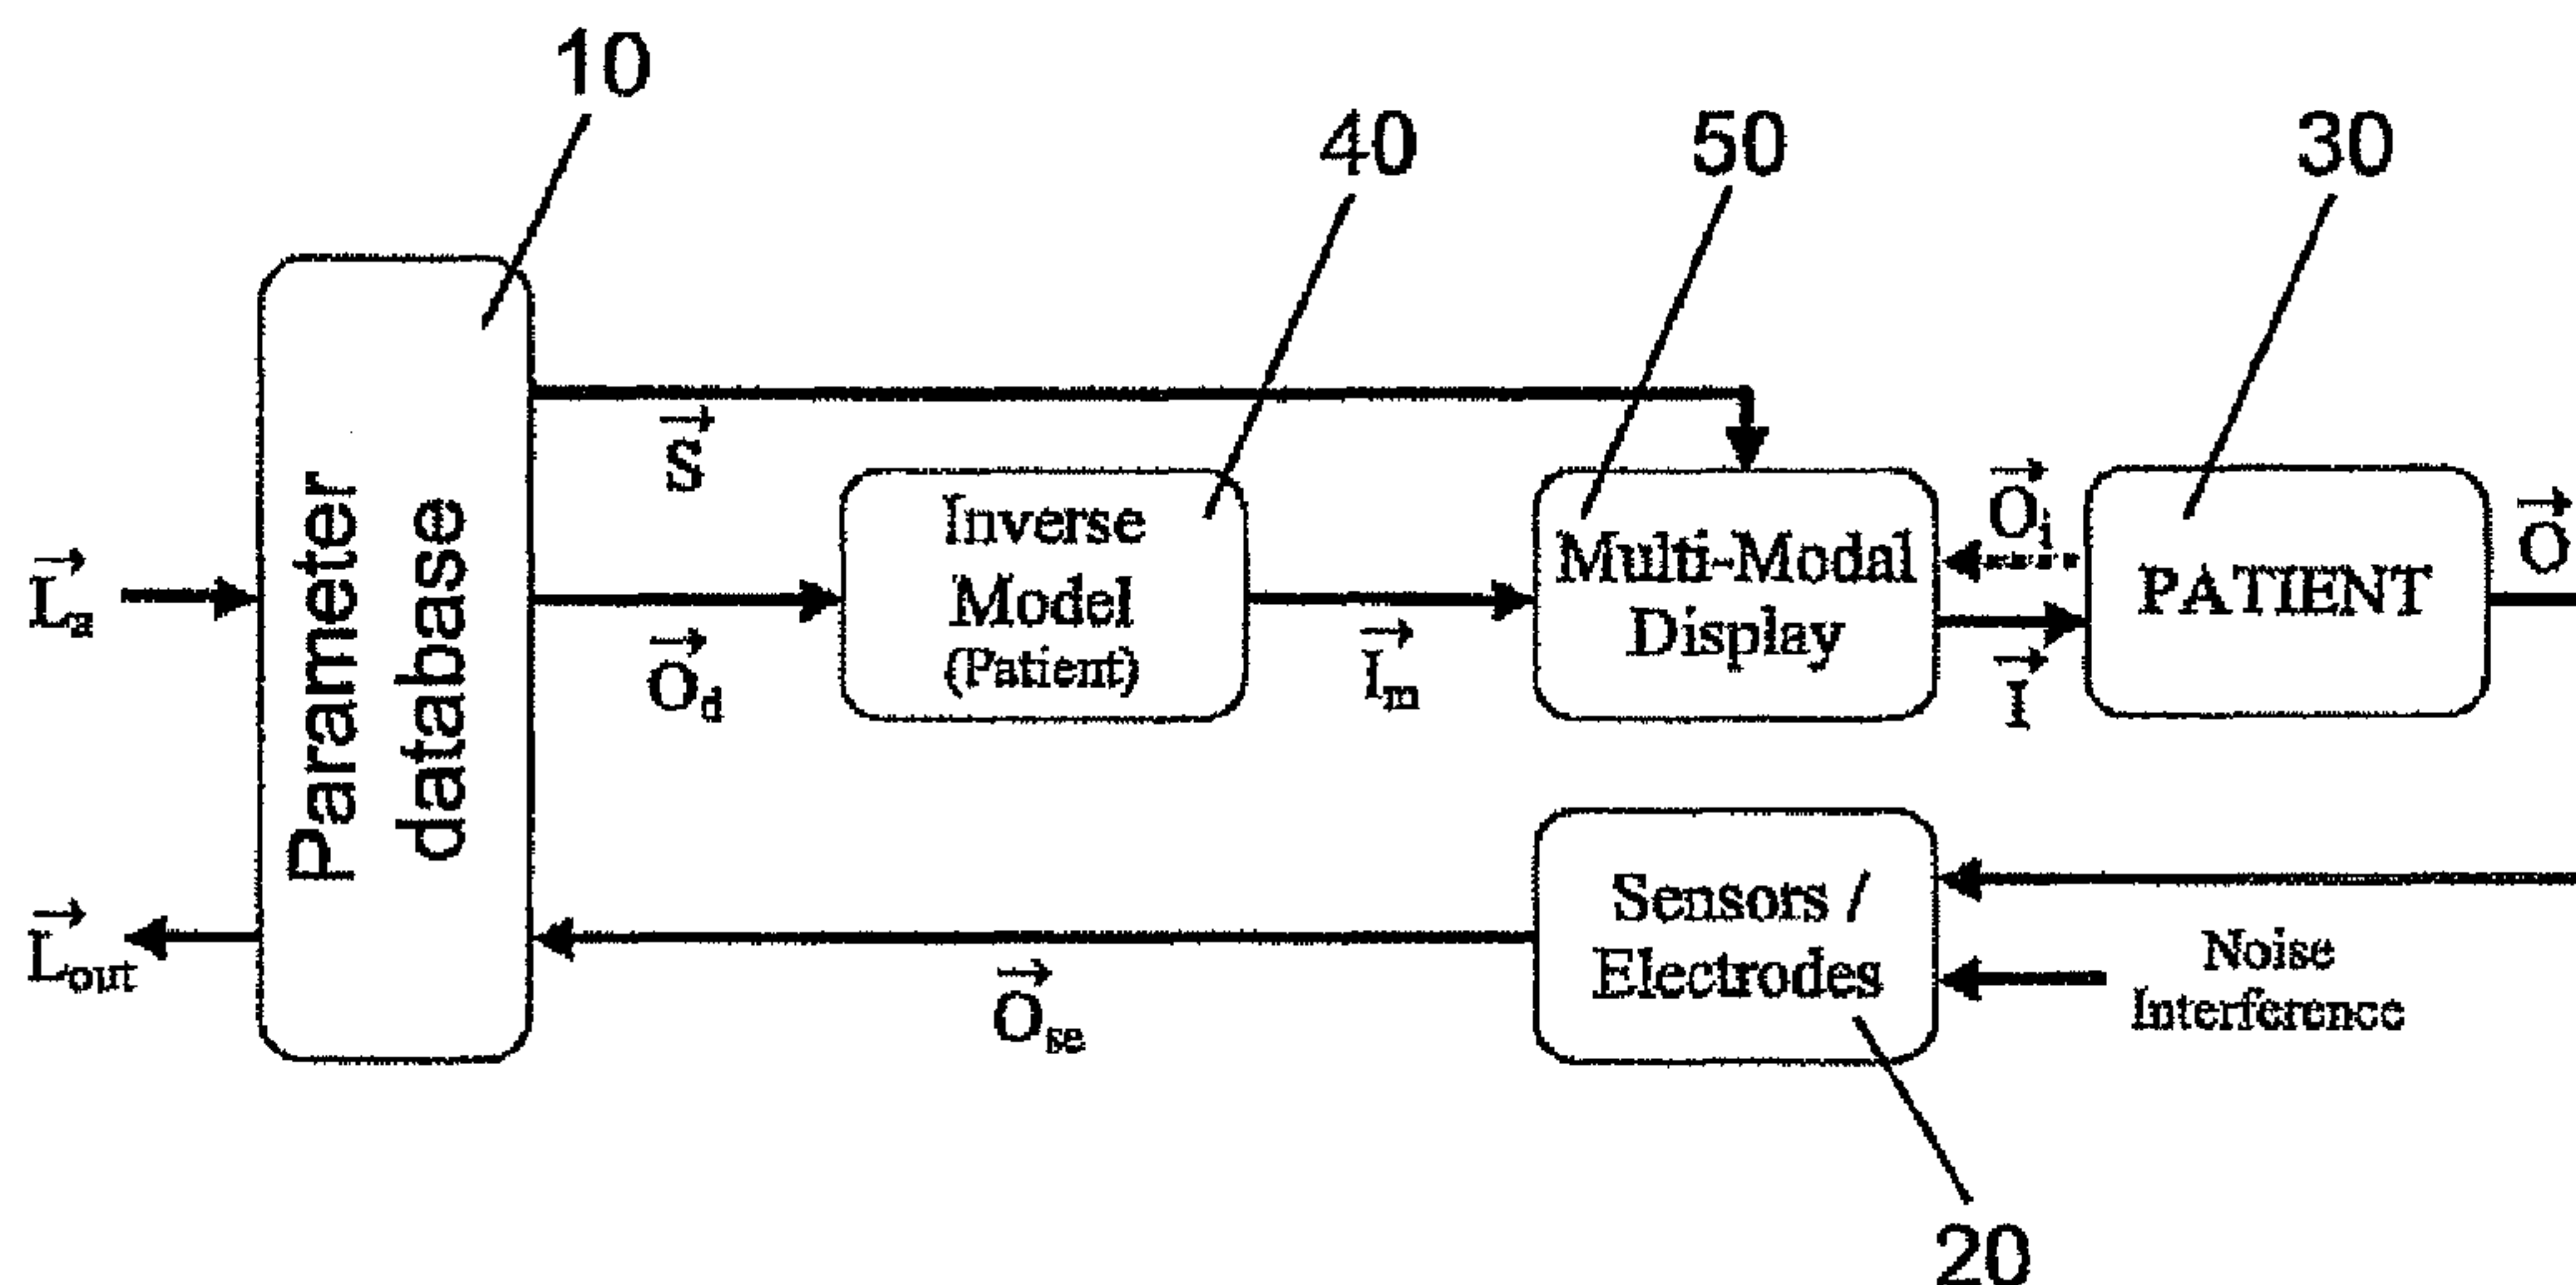 10
40
50
30
S
Inverse
Model
(Patient)
Multi-Modal
Display
Oi
PATIENT
O
Parameter
database
La
Od
Im
I
Lout
Ose
Sensors /
Electrodes
Noise
Interference
20